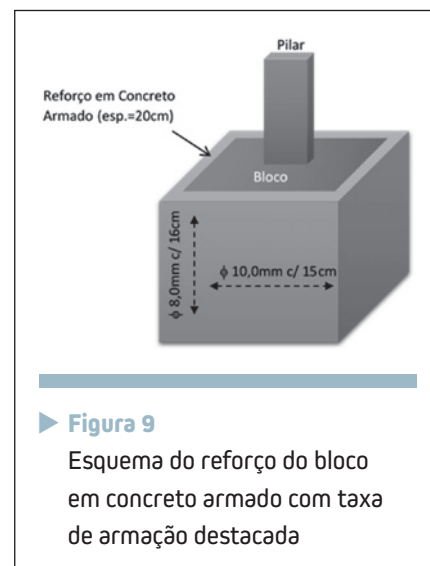 Pilar
Reforço em Concreto
Armado (esp.=20cm)
Bloco
ϕ 8,0mm c/ 16cm
ϕ 10,0mm c/ 15cm
▶ Figura 9
Esquema do reforço do bloco
em concreto armado com taxa
de armação destacada